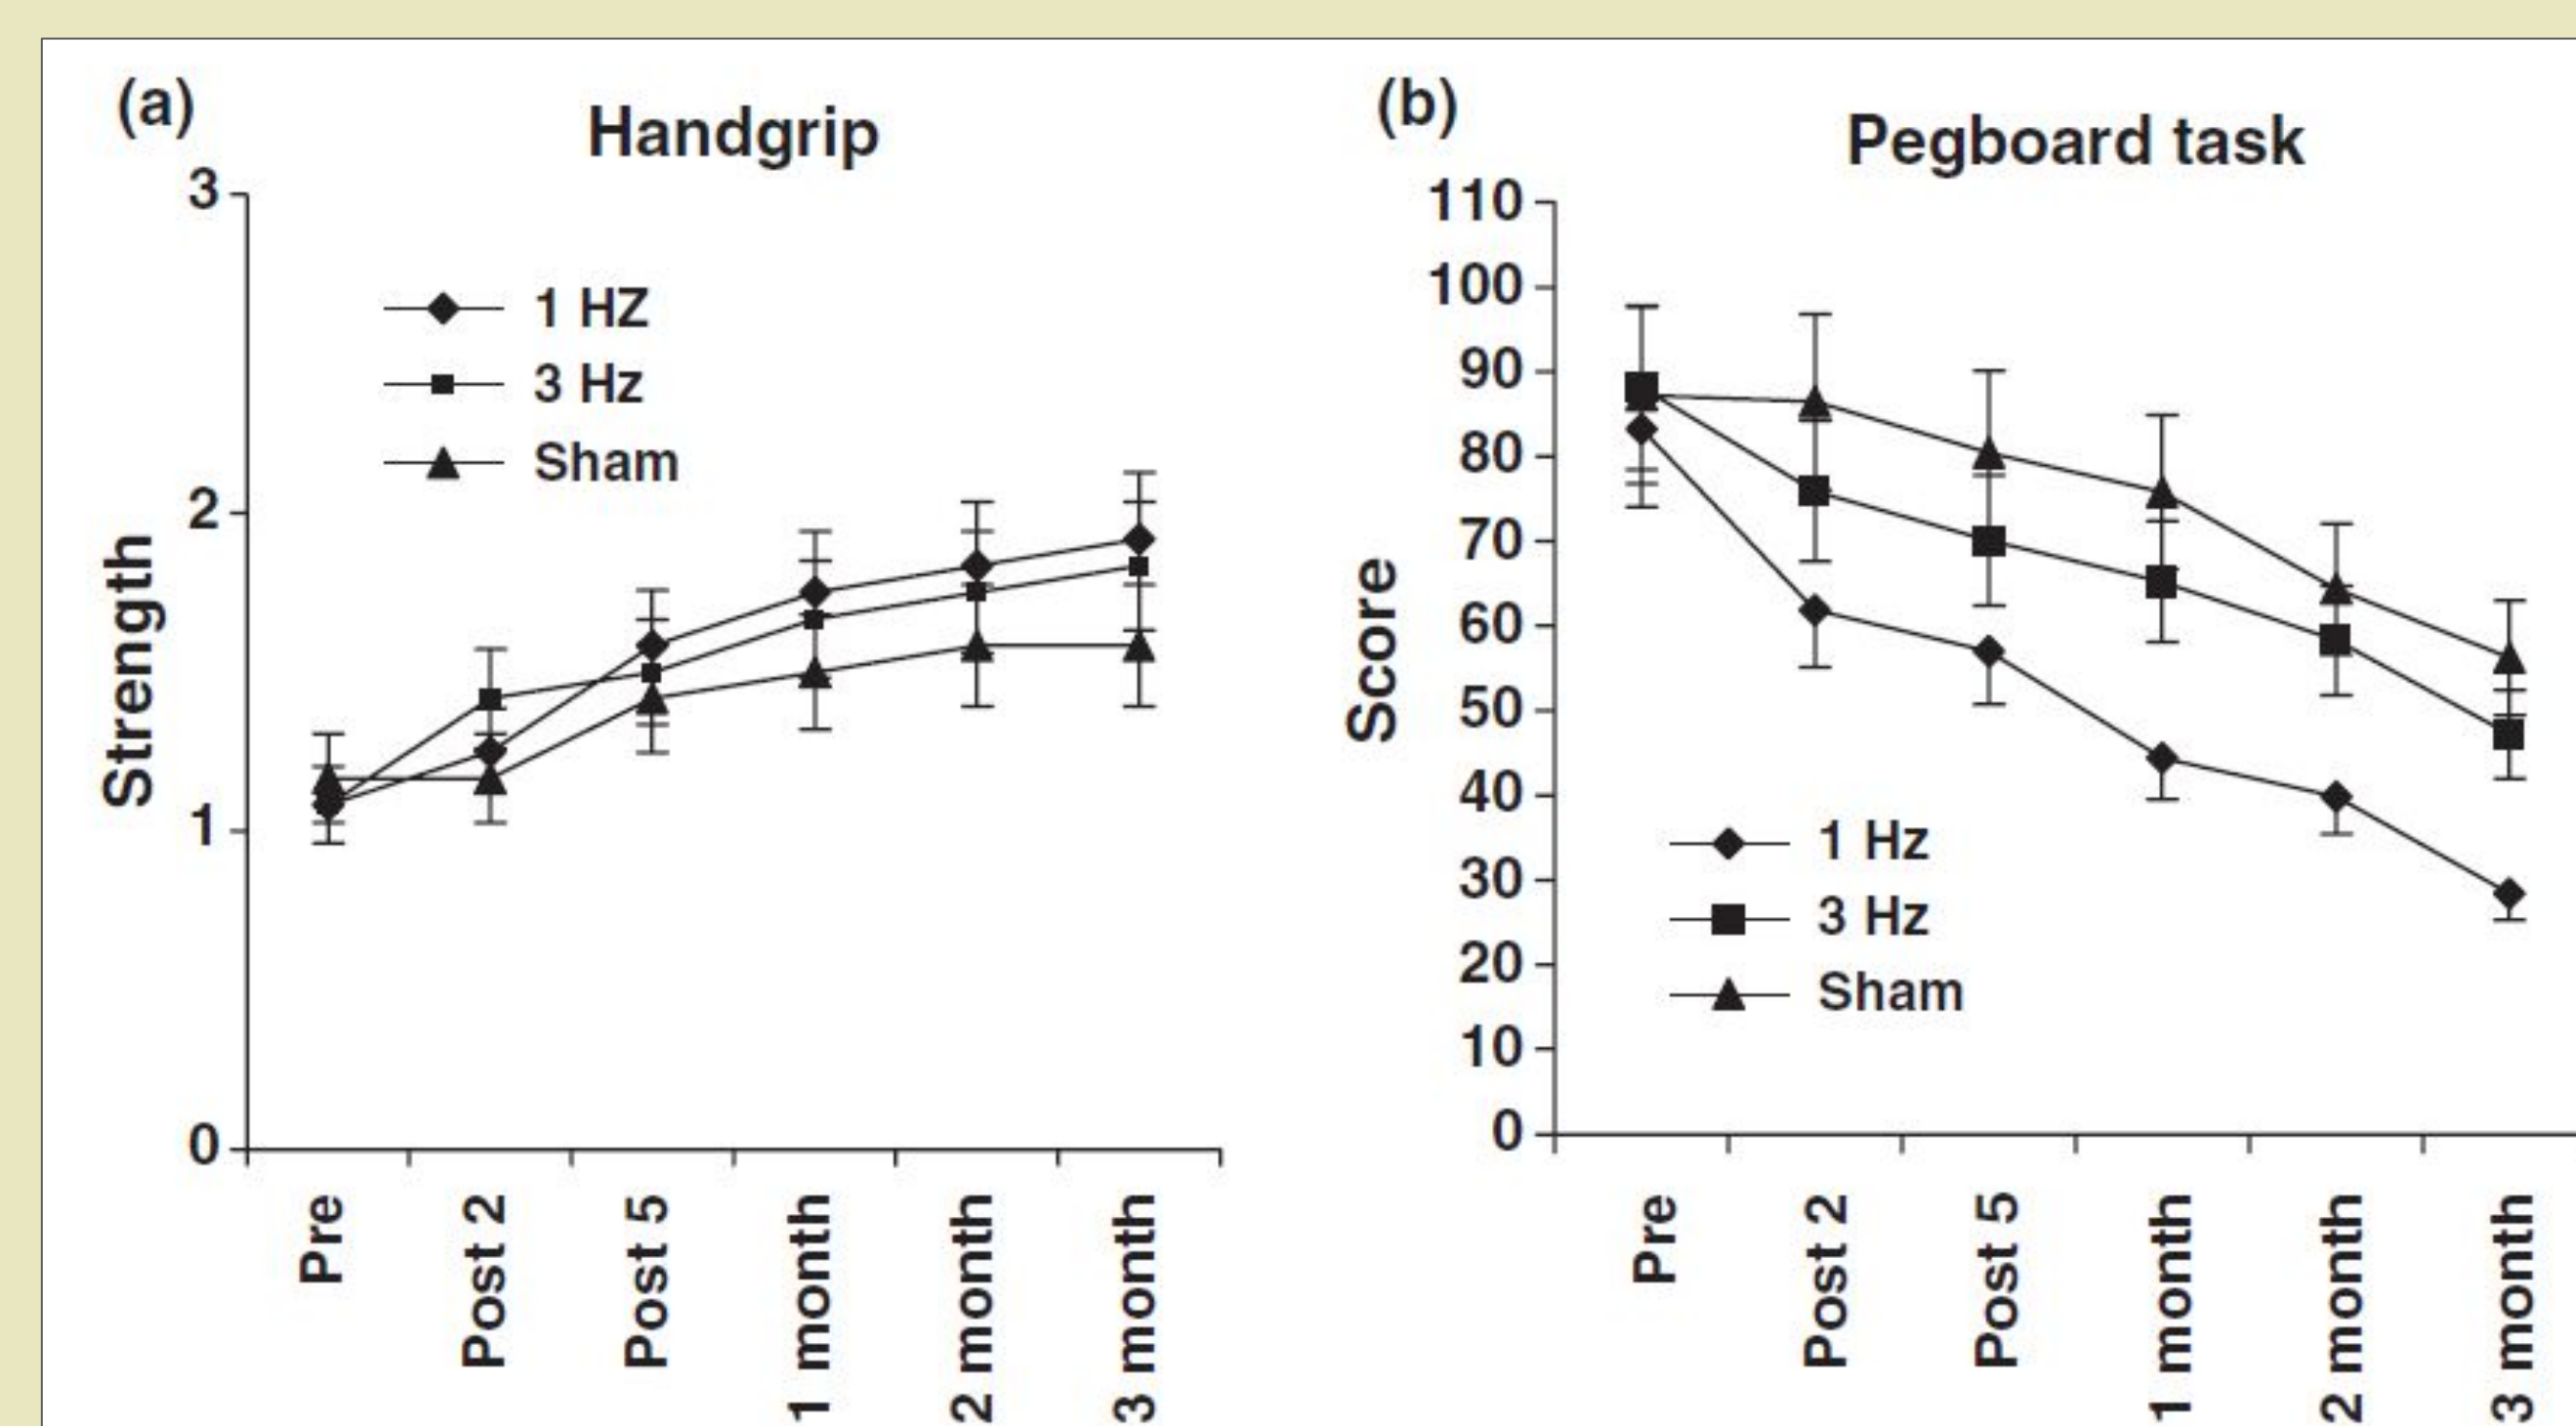 (a)
Handgrip
3
2
1
0
Strength
1 HZ
3 Hz
Sham
Pre
Post 2
Post 5
1 month
2 month
3 month
(b)
Pegboard task
110
100
90
80
70
60
50
40
30
20
10
0
Score
1 Hz
3 Hz
Sham
Pre
Post 2
Post 5
1 month
2 month
3 month